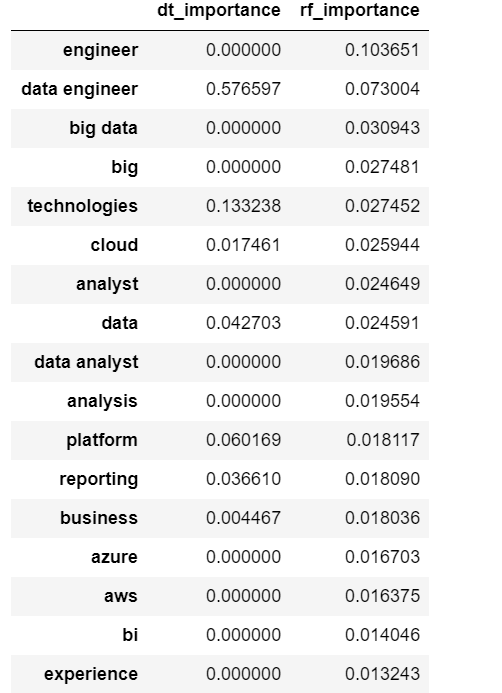 dt_importance rf_importance
engineer 0.000000 0.103651
data engineer 0.576597 0.073004
big data 0.000000 0.030943
big 0.000000 0.027481
technologies 0.133238 0.027452
cloud 0.017461 0.025944
analyst 0.000000 0.024649
data 0.042703 0.024591
data analyst 0.000000 0.019686
analysis 0.000000 0.019554
platform 0.060169 0.018117
reporting 0.036610 0.018090
business 0.004467 0.018036
azure 0.000000 0.016703
aws 0.000000 0.016375
bi 0.000000 0.014046
experience 0.000000 0.013243